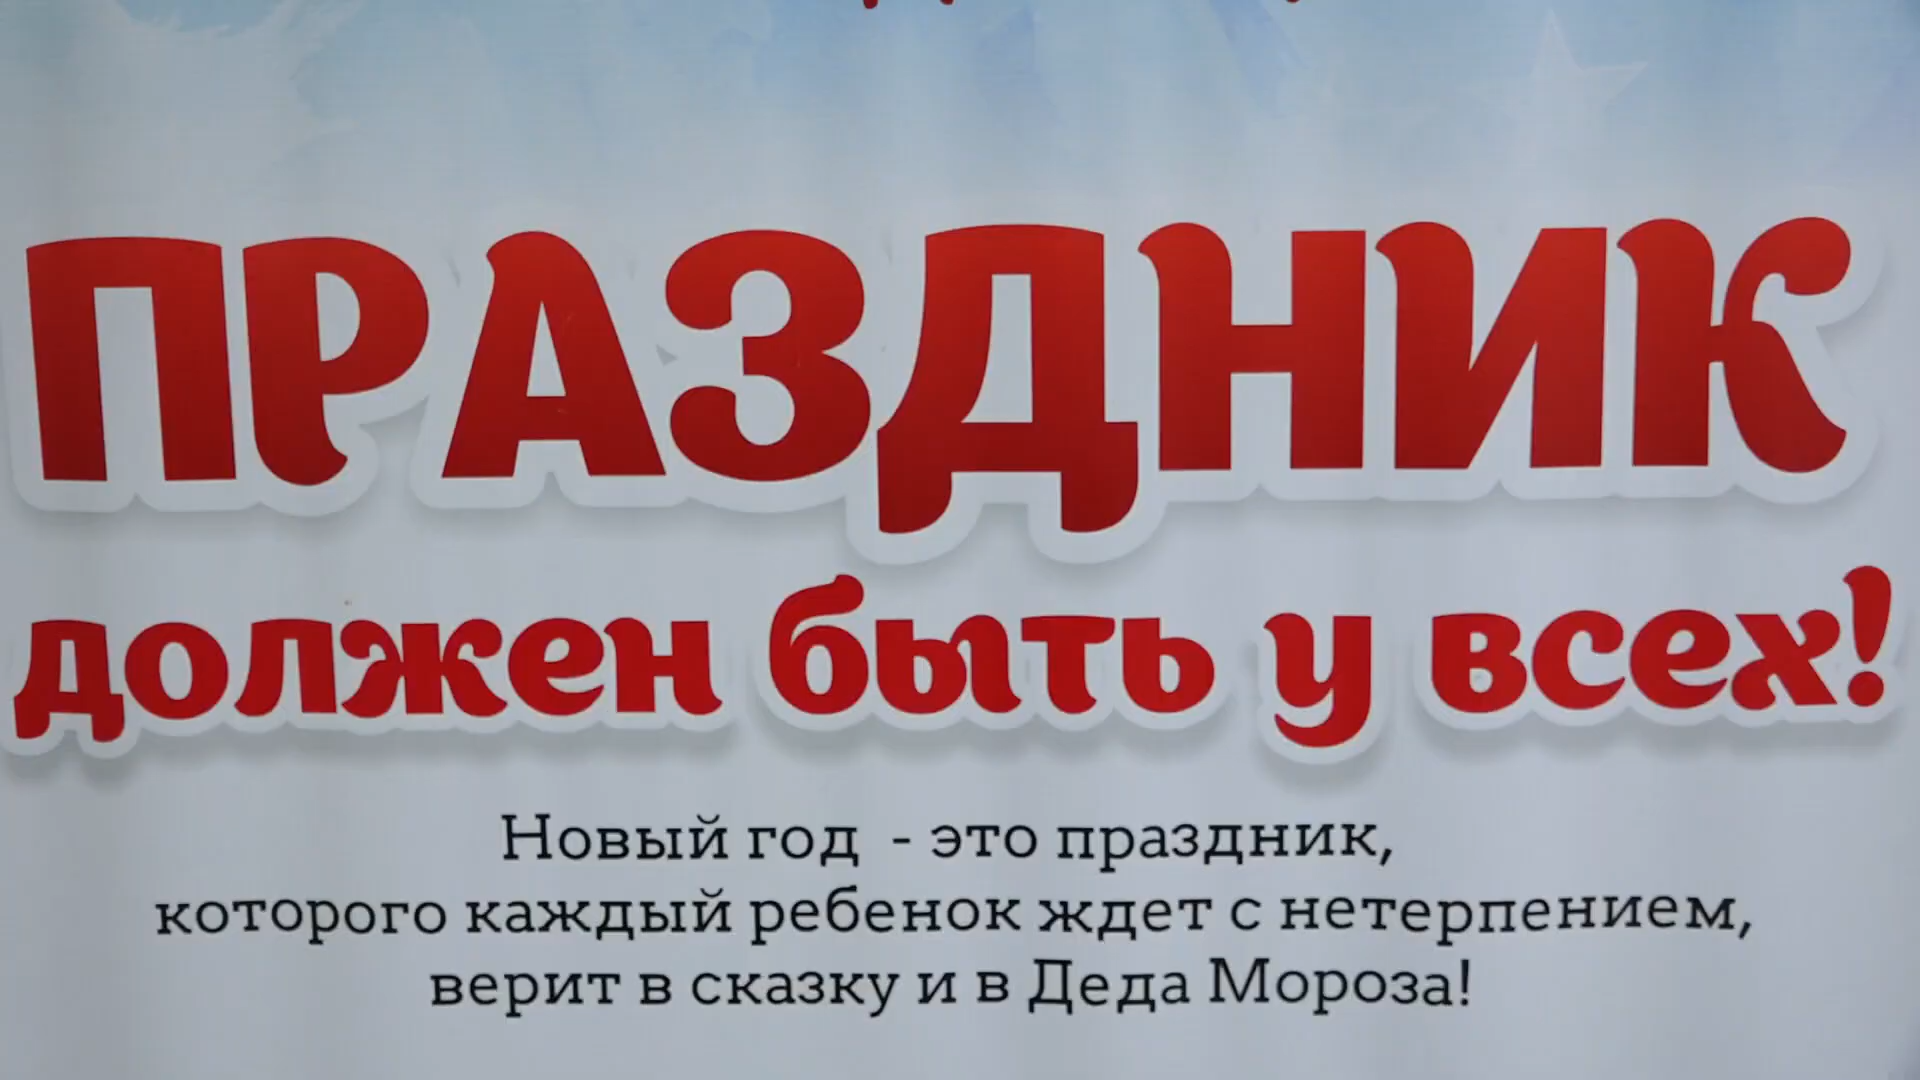 ПРАЗДНИК
должен быть у всех!
Новый год - это праздник,
которого каждый ребенок ждет с нетерпением,
верит в сказку и в Деда Мороза!